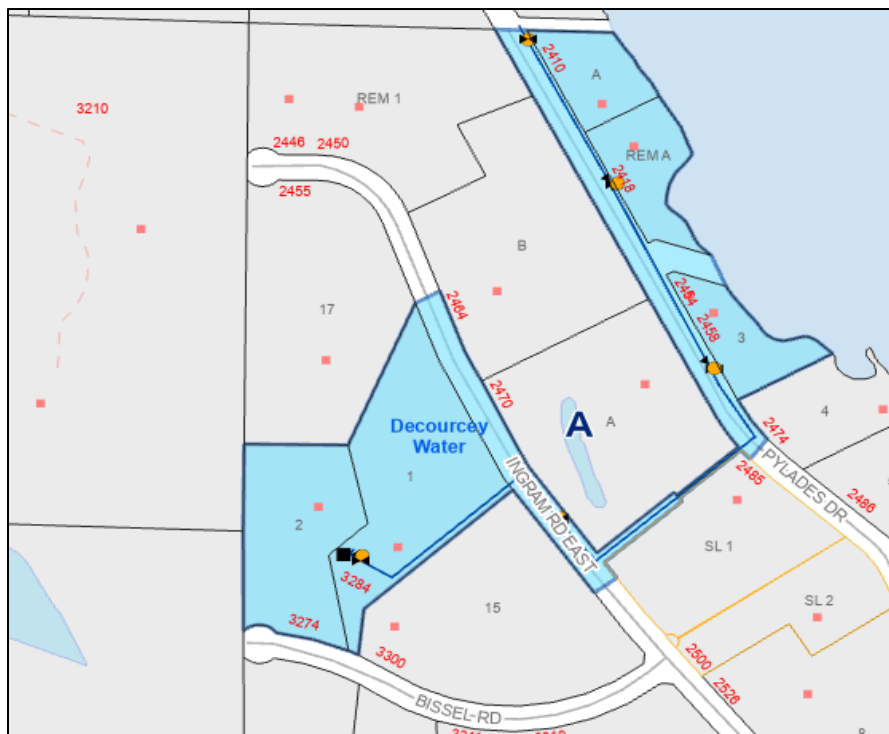 2410
A
3210
REM 1
2446
2450
REM A
2418
2455
B
2464
2458
17
3
2464
2470
4
Decourcey
Water
A
A
2474
1
2485
PYLADES DR
2486
INGRAM RD EAST
2
SL 1
3284
15
SL 2
3274
3300
2500
2526
BISSEL-RD